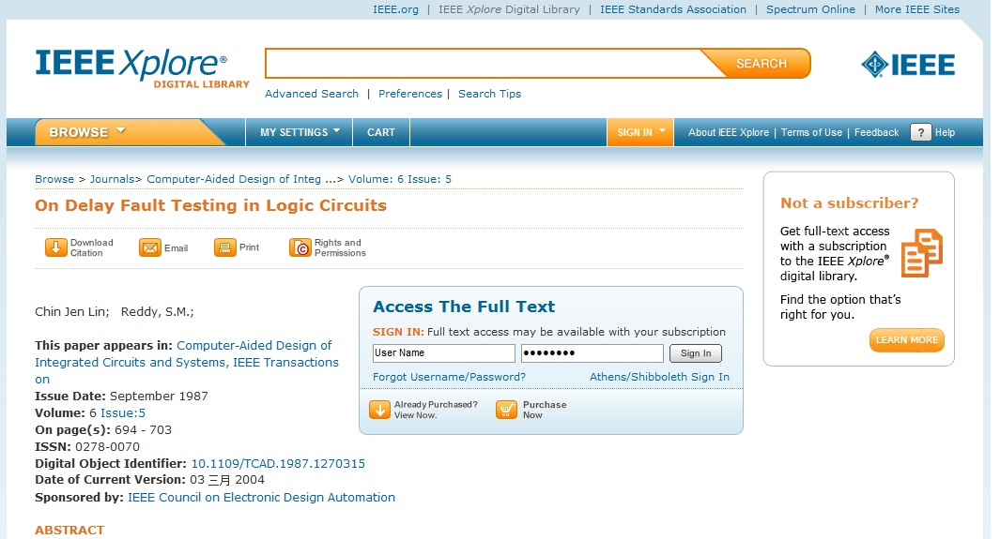 IEEE.org | IEEE Xplore Digital Library | IEEE Standards Association | Spectrum Online | More IEEE Sites
IEEE Xplore®
DIGITAL LIBRARY
SEARCH
IEEE
Advanced Search | Preferences | Search Tips
BROWSE MY SETTINGS CART SIGN IN About IEEE Xplore | Terms of Use | Feedback ? Help
Browse > Journals> Computer-Aided Design of Integ ...> Volume: 6 Issue: 5
On Delay Fault Testing in Logic Circuits
Download
Citation
Email
Print
Rights and
Permissions
Chin Jen Lin; Reddy, S.M.;
This paper appears in: Computer-Aided Design of
Integrated Circuits and Systems, IEEE Transactions
on
Issue Date: September 1987
Volume: 6 Issue:5
On page(s): 694 - 703
ISSN: 0278-0070
Digital Object Identifier: 10.1109/TCAD.1987.1270315
Date of Current Version: 03 三月 2004
Sponsored by: IEEE Council on Electronic Design Automation
ABSTRACT
Access The Full Text
SIGN IN: Full text access may be available with your subscription
User Name ●●●●●●●● Sign In
Forgot Username/Password? Athens/Shibboleth Sign In
Already Purchased?
View Now.
Purchase
Now
Not a subscriber?
Get full-text access
with a subscription
to the IEEE Xplore®
digital library.
Find the option that's
right for you.
LEARN MORE